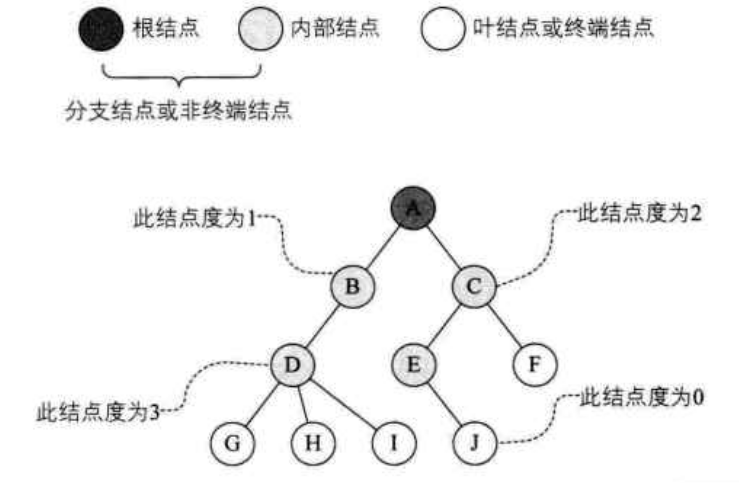 根结点 内部结点 叶结点或终端结点
分支结点或非终端结点
A
此结点度为1 此结点度为2
B C
D E F
此结点度为3 此结点度为0
G H I J